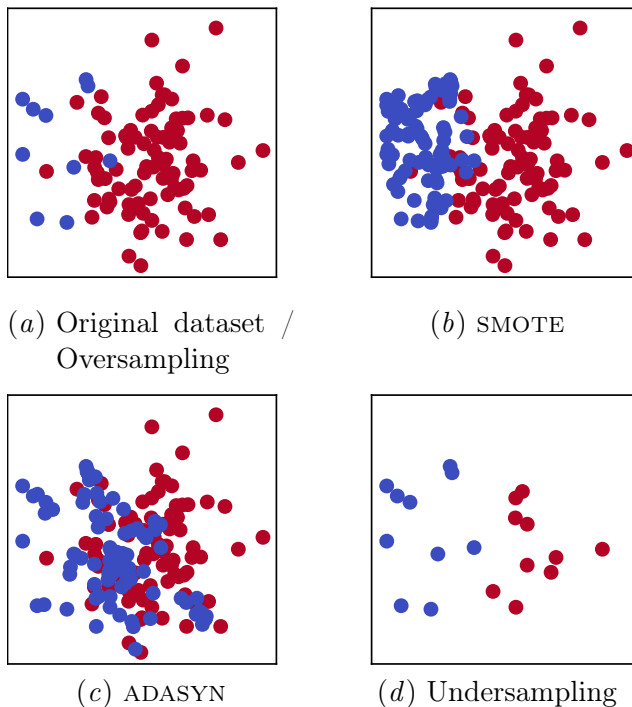 (a) Original dataset /
Oversampling
(b) SMOTE
(c) ADASYN
(d) Undersampling